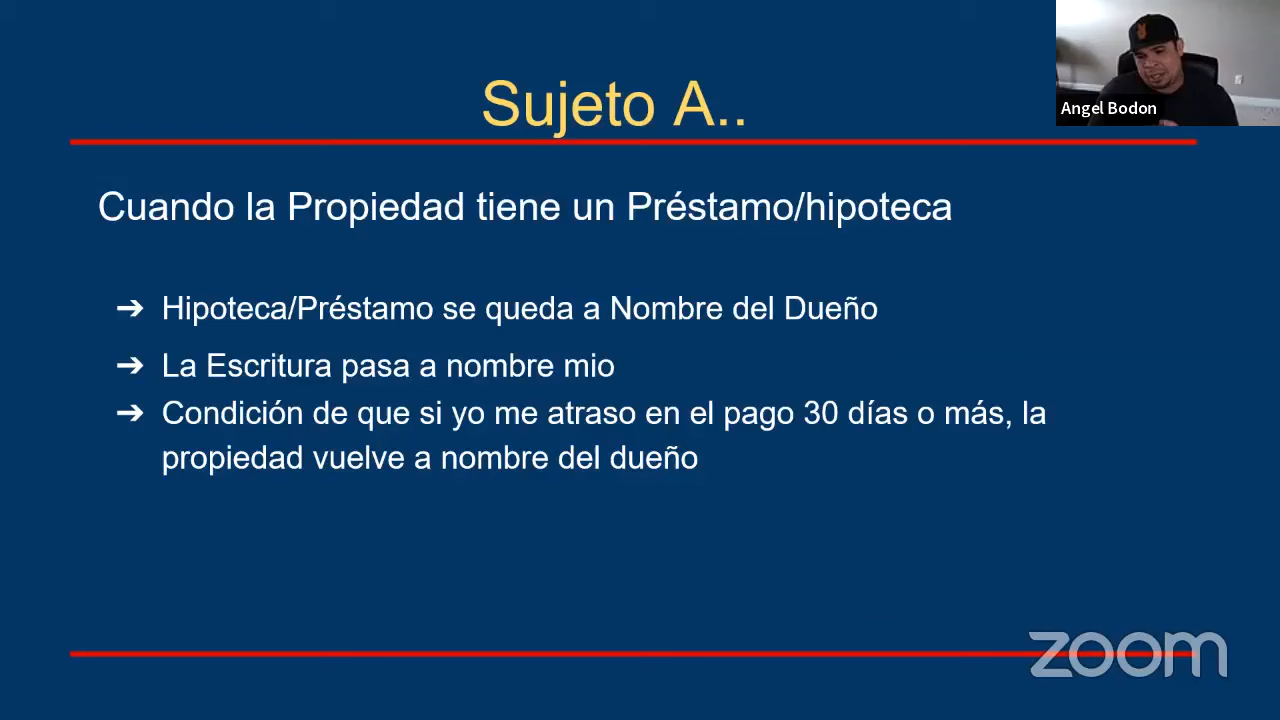 Sujeto A..
Angel Bodon
Cuando la Propiedad tiene un Préstamo/hipoteca
➔ Hipoteca/Préstamo se queda a Nombre del Dueño
➔ La Escritura pasa a nombre mio
➔ Condición de que si yo me atraso en el pago 30 días o más, la
propiedad vuelve a nombre del dueño
zoom